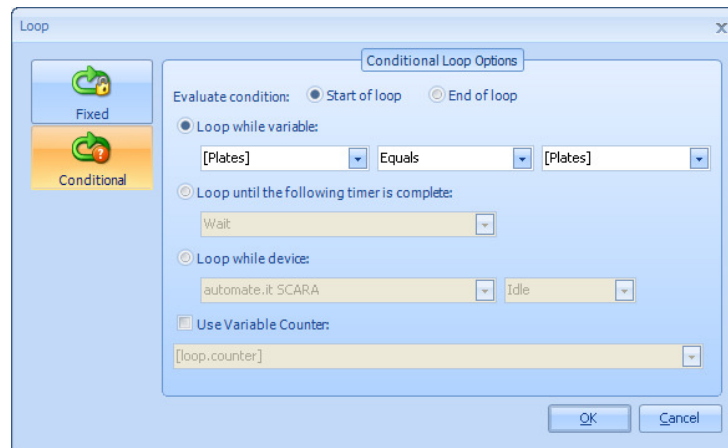 Loop
x
Fixed
Conditional
Conditional Loop Options
Evaluate condition: Start of loop End of loop
Loop while variable:
[Plates] Equals [Plates]
Loop until the following timer is complete:
Wait
Loop while device:
automate.it SCARA Idle
Use Variable Counter:
[loop.counter]
OK Cancel